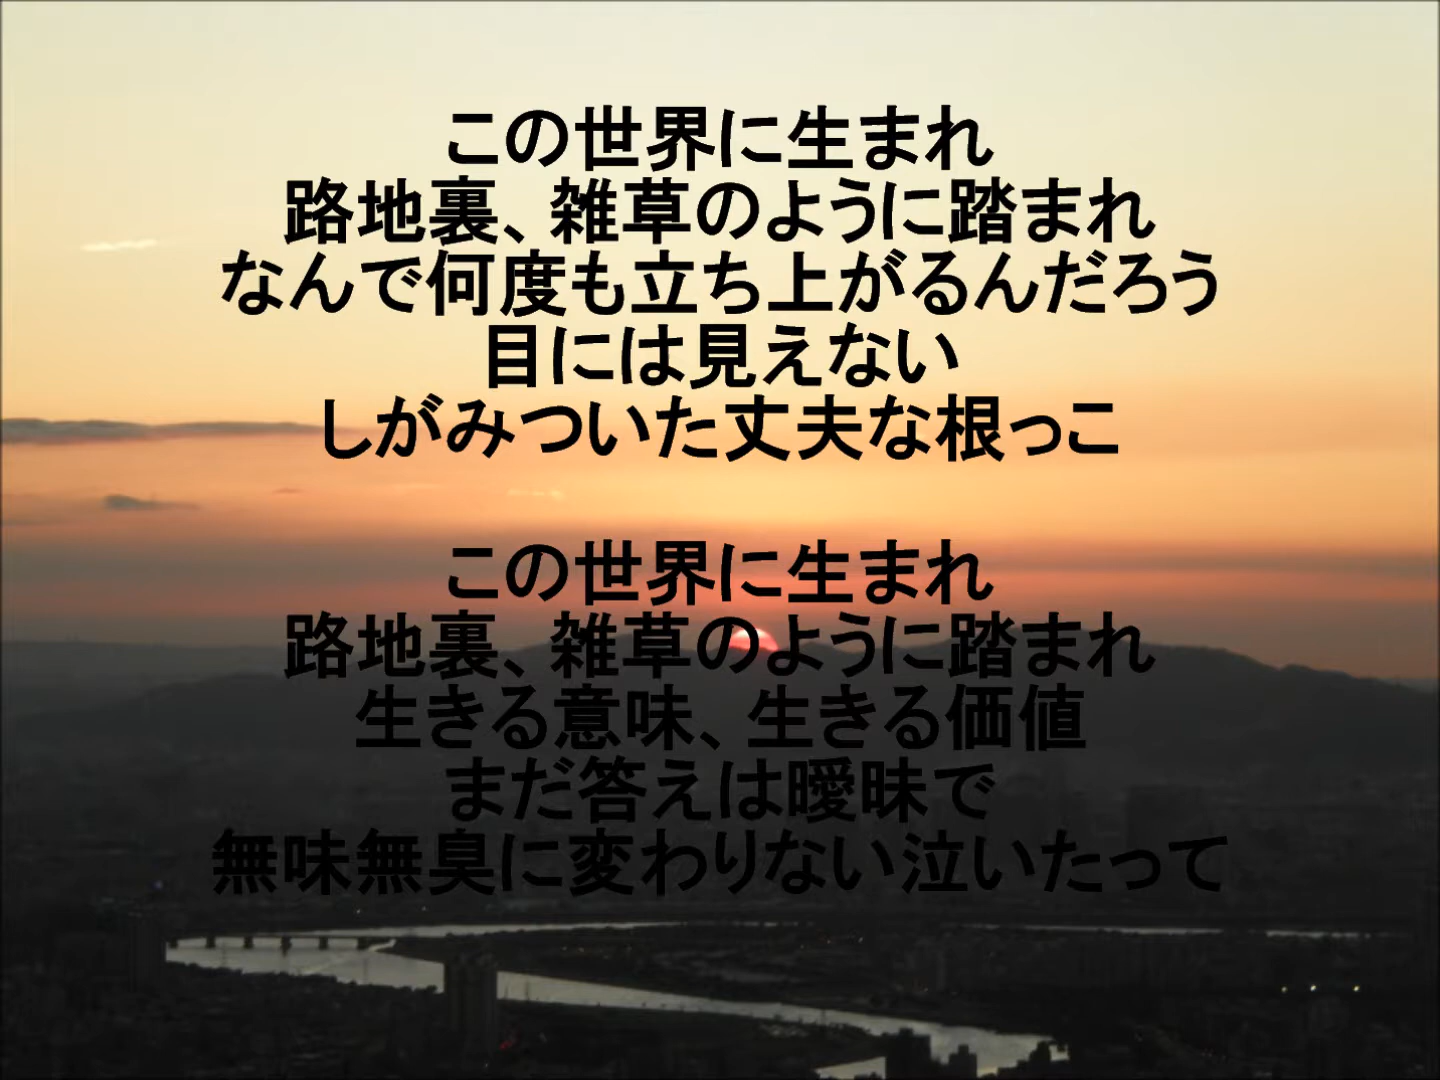 この世界に生まれ
路地裏、雑草のように踏まれ
なんで何度も立ち上がるんだろう
目には見えない
しがみついた丈夫な根っこ
この世界に生まれ
路地裏、雑草のように踏まれ
生きる意味、生きる価値
まだ答えは曖昧で
無味無臭に変わりない泣いたって